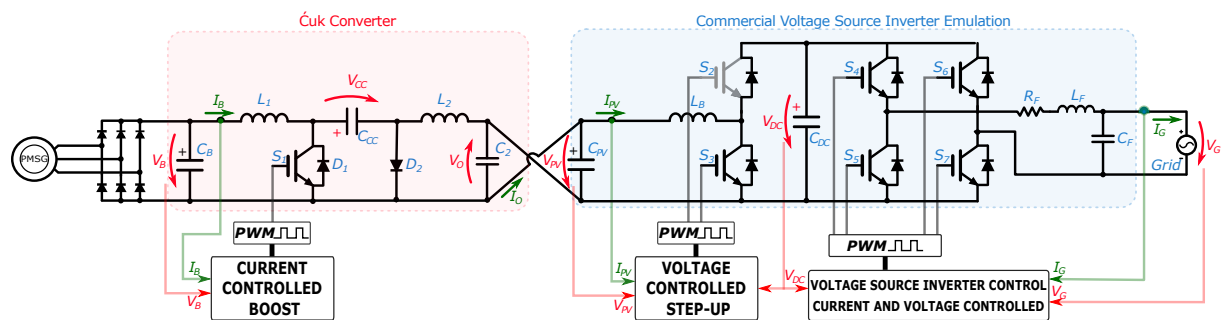 Ćuk Converter
Commercial Voltage Source Inverter Emulation
PMSG
V_B
+
C_B
I_B
L_1
S_1
D_1
V_CC
+
C_CC
D_2
L_2
V_O
C_2
I_O
V_PV
+
C_PV
I_PV
L_B
S_2
S_3
V_DC
+
C_DC
S_4
S_5
S_6
S_7
R_F
L_F
C_F
I_G
+
-
Grid
V_G
PWM
PWM
PWM
I_B
V_B
CURRENT
CONTROLLED
BOOST
I_PV
V_PV
VOLTAGE
CONTROLLED
STEP-UP
V_DC
VOLTAGE SOURCE INVERTER CONTROL
CURRENT AND VOLTAGE CONTROLLED
I_G
V_G